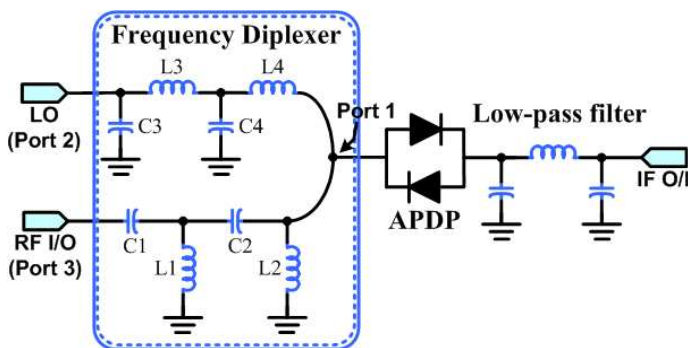 Frequency Diplexer
L3
L4
LO
(Port 2)
C3
C4
Port 1
Low-pass filter
IF O/I
APDP
RF I/O
(Port 3)
C1
C2
L1
L2